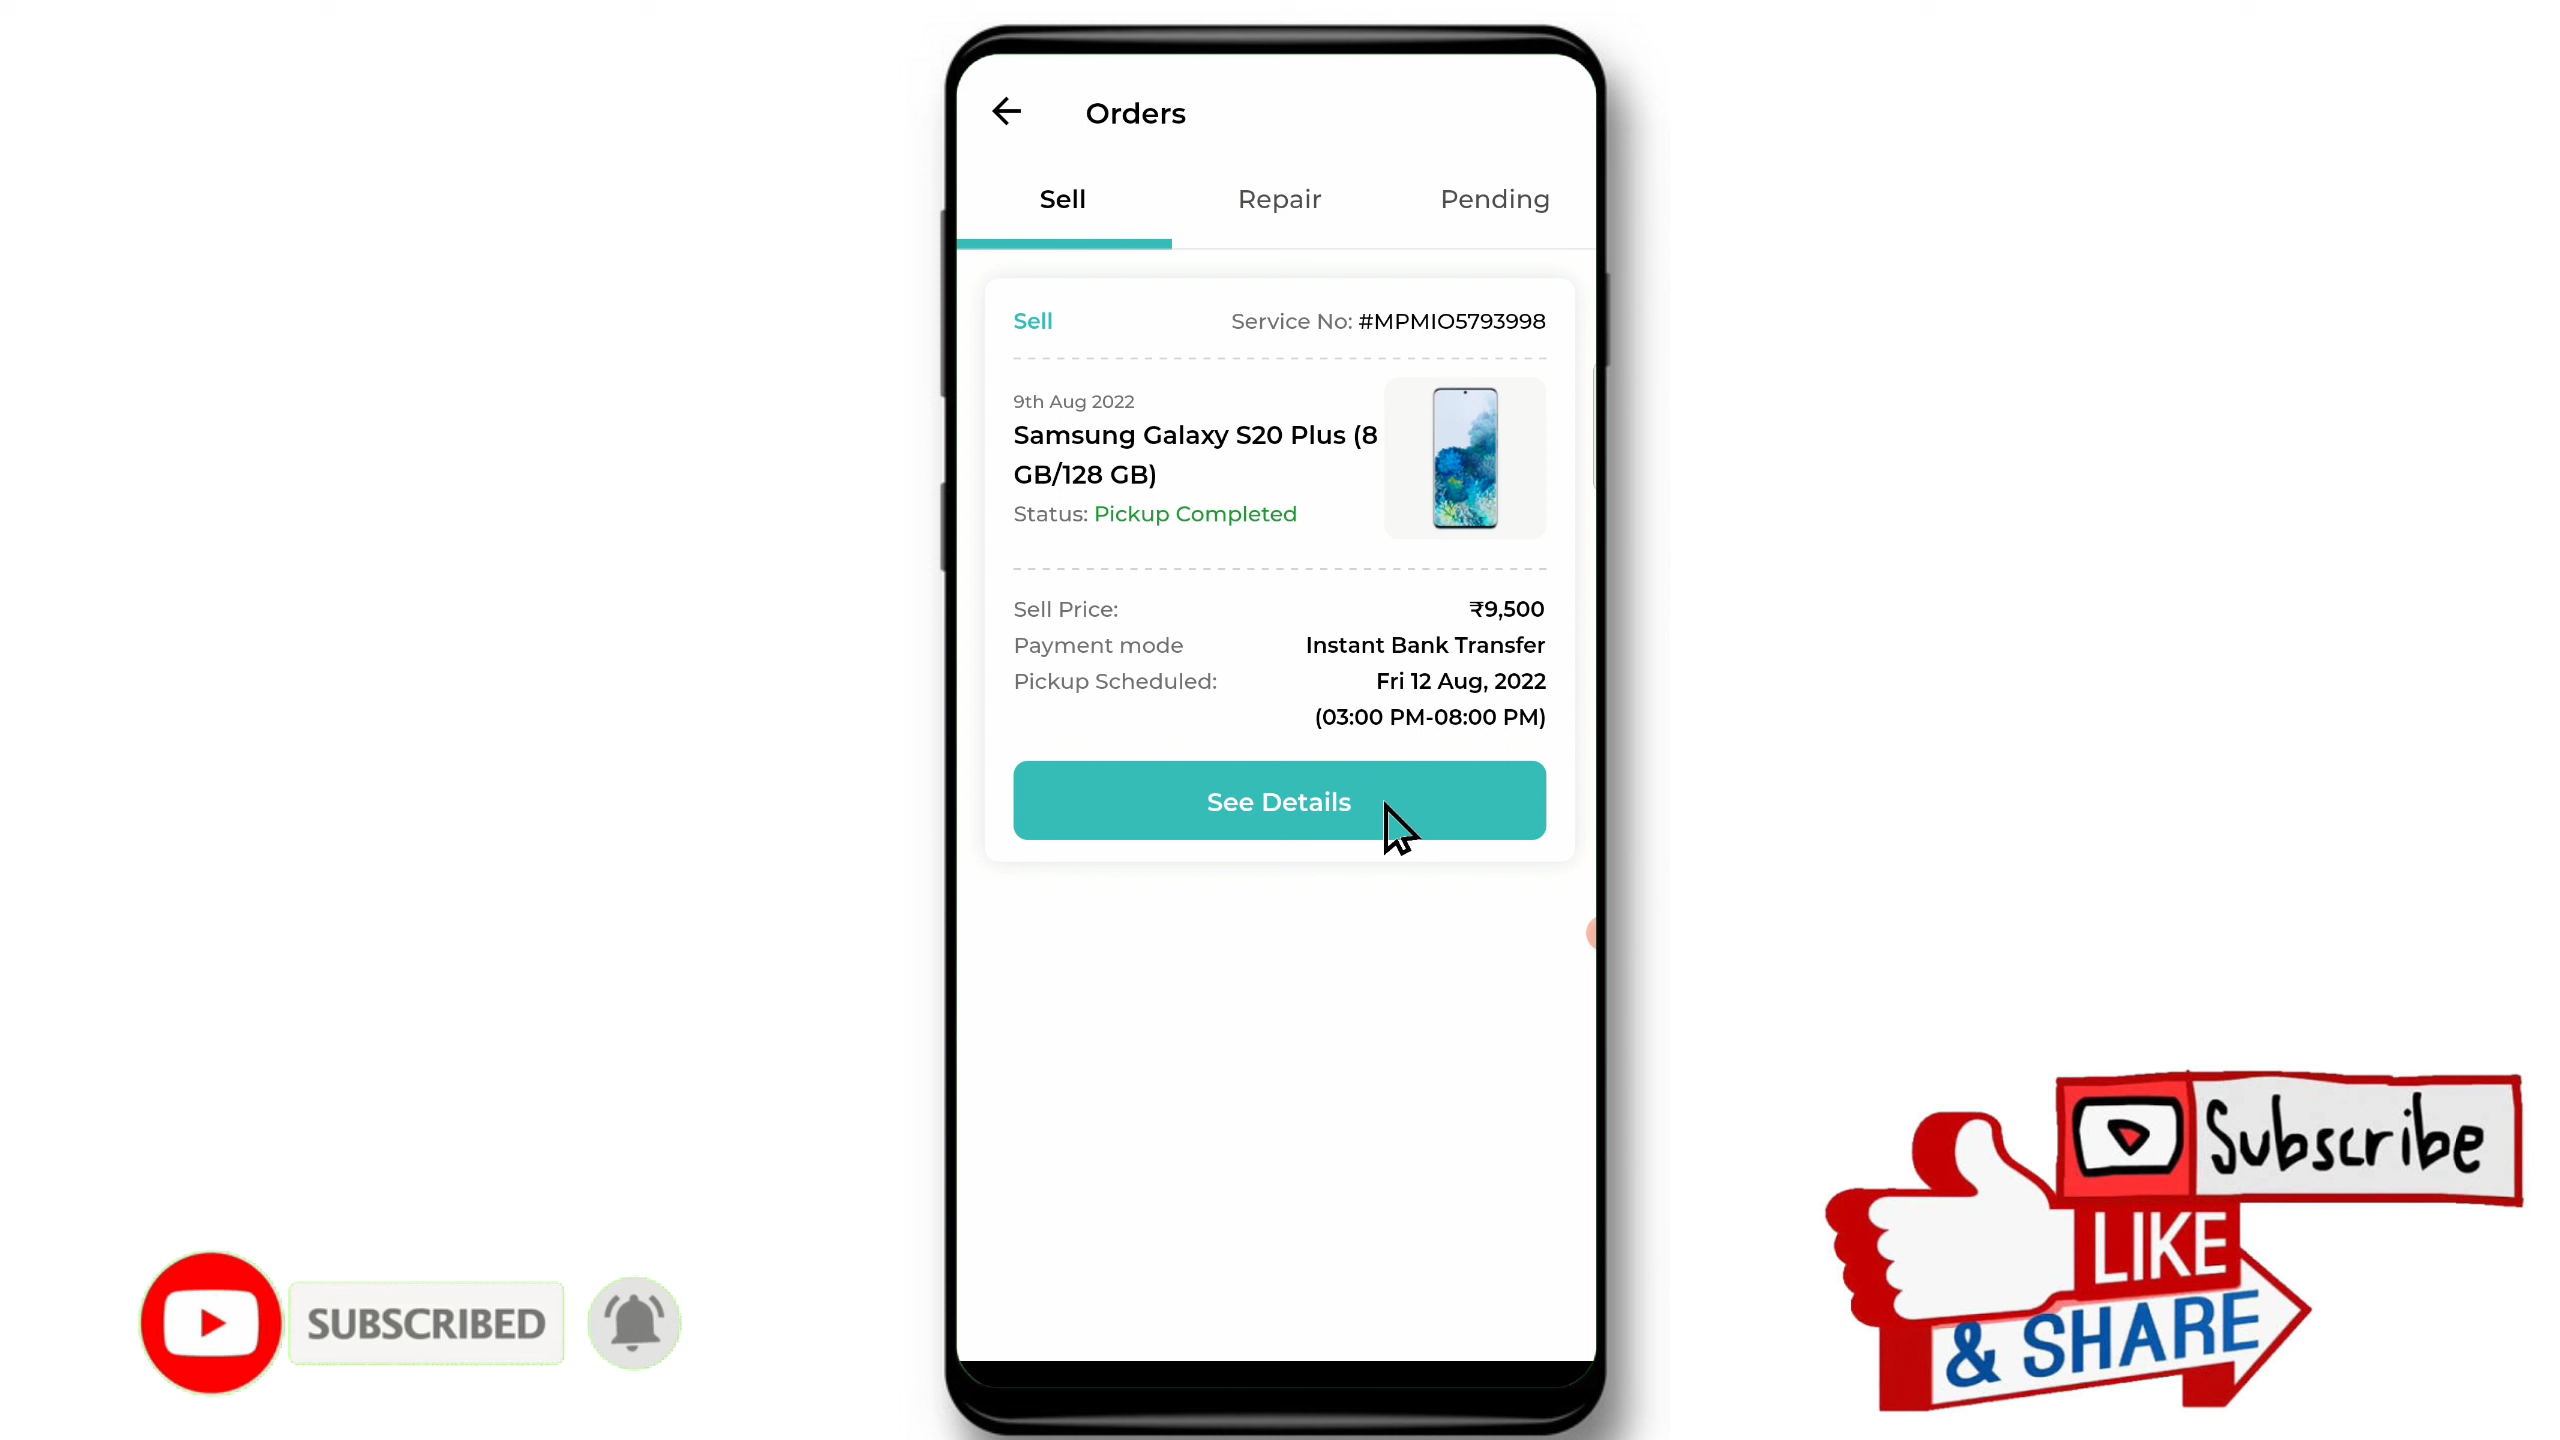 Orders
Sell
Repair
Pending
Sell
Service No: #MPMIO5793998
9th Aug 2022
Samsung Galaxy S20 Plus (8
GB/128 GB)
Status: Pickup Completed
Sell Price:
₹9,500
Payment mode
Instant Bank Transfer
Pickup Scheduled:
Fri 12 Aug, 2022
(03:00 PM-08:00 PM)
See Details
Subscribe
LIKE
& SHARE
SUBSCRIBED